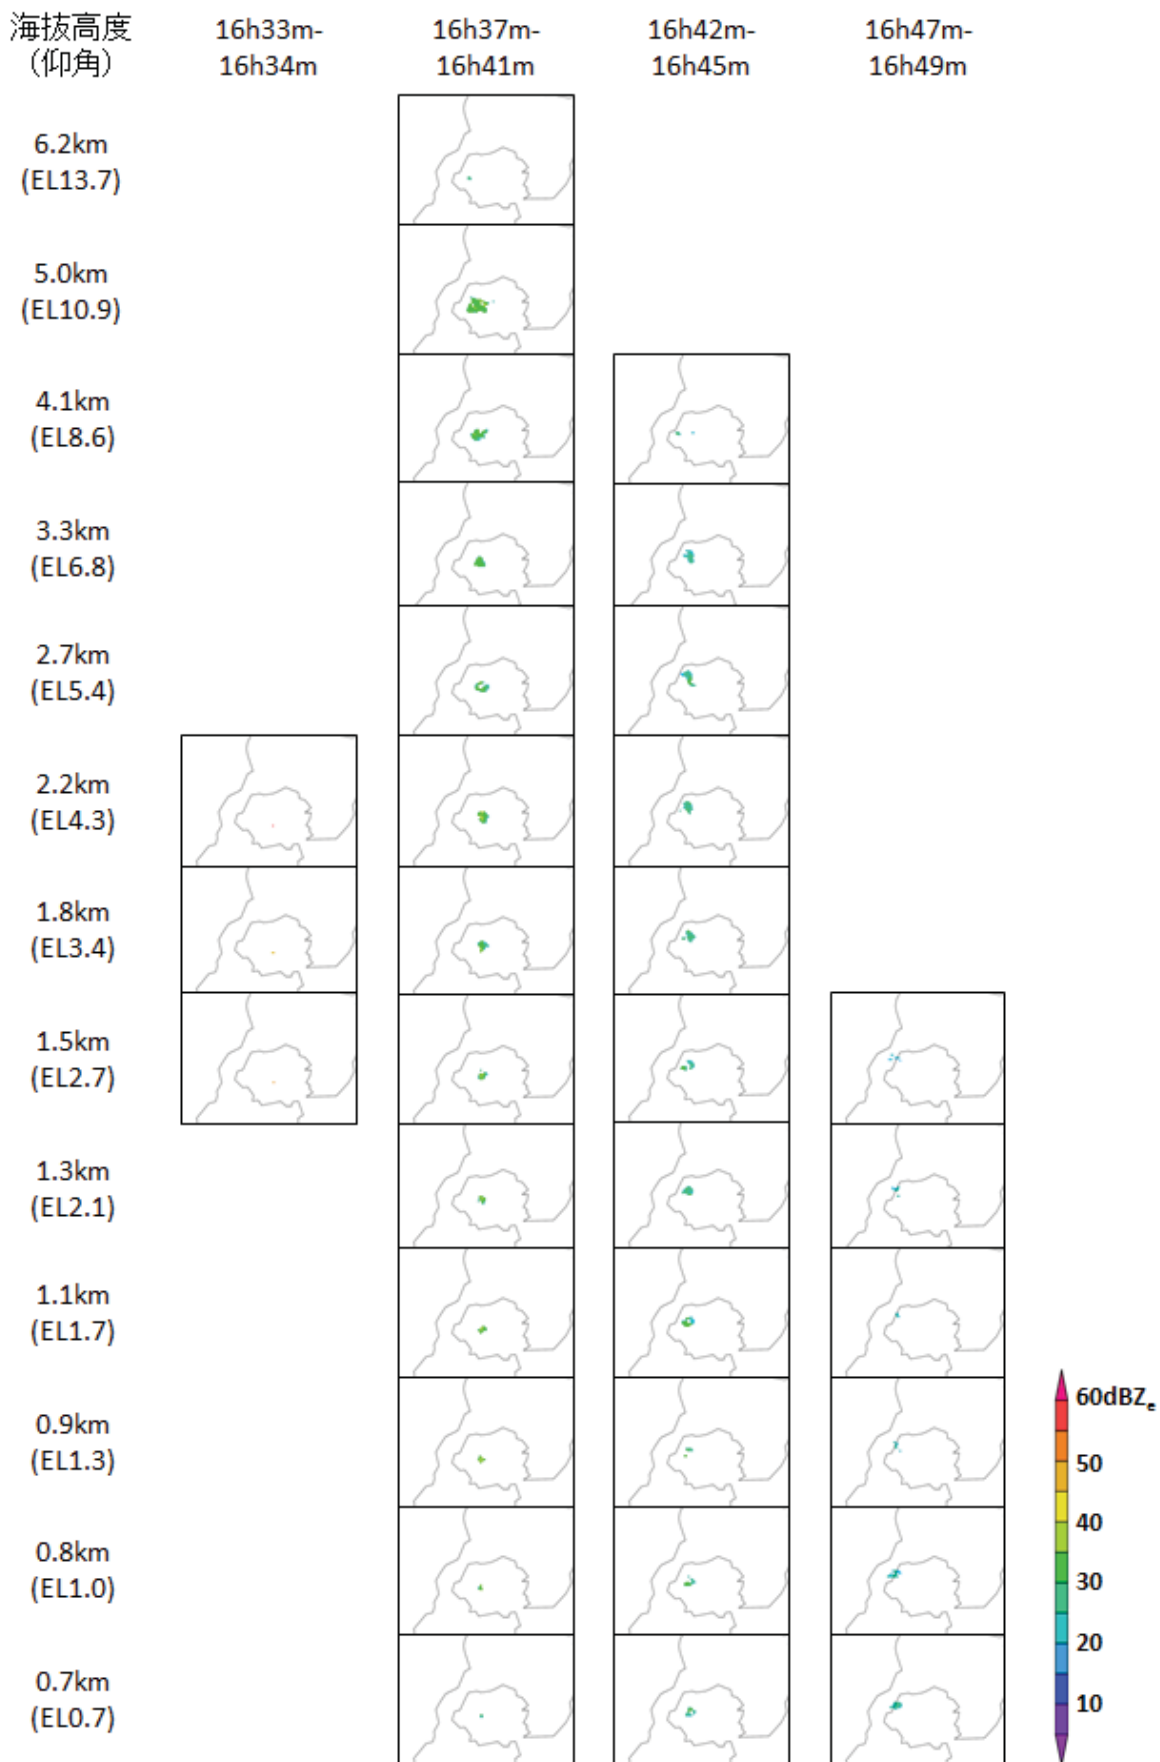 海抜高度
(仰角)
16h33m-
16h34m
16h37m-
16h41m
16h42m-
16h45m
16h47m-
16h49m
6.2km
(EL13.7)
5.0km
(EL10.9)
4.1km
(EL8.6)
3.3km
(EL6.8)
2.7km
(EL5.4)
2.2km
(EL4.3)
1.8km
(EL3.4)
1.5km
(EL2.7)
1.3km
(EL2.1)
1.1km
(EL1.7)
0.9km
(EL1.3)
0.8km
(EL1.0)
0.7km
(EL0.7)
60dBZe
50
40
30
20
10